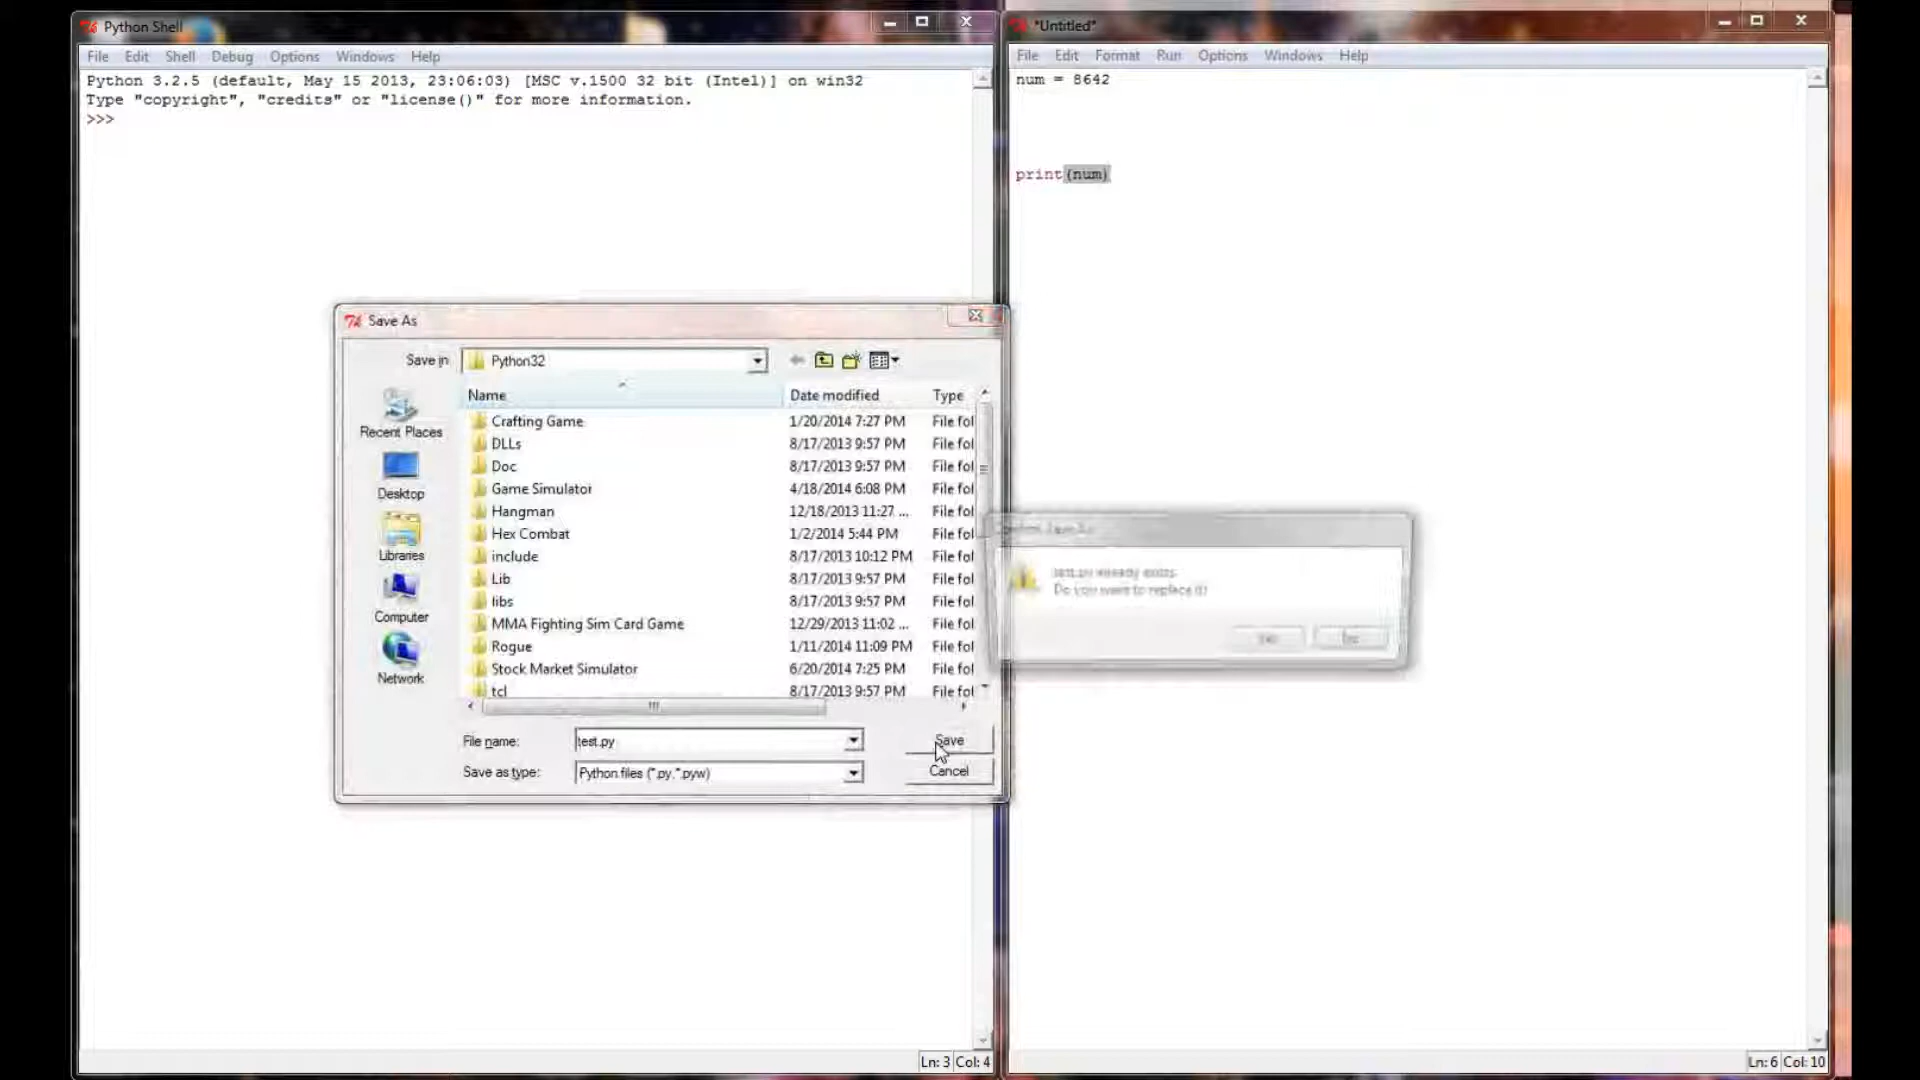 Python Shell
File Edit Shell Debug Options Windows Help
Python 3.2.5 (default, May 15 2013, 23:06:03) [MSC v.1500 32 bit (Intel)] on win32
Type "copyright", "credits" or "license()" for more information.
>>>
Ln: 3 Col: 4
*Untitled*
File Edit Format Run Options Windows Help
num = 8642
print(num)
Ln: 6 Col: 10
Save As
Save in: Python32
Recent Places
Desktop
Libraries
Computer
Network
Name Date modified Type
Crafting Game 1/20/2014 7:27 PM File fol
DLLs 8/17/2013 9:57 PM File fol
Doc 8/17/2013 9:57 PM File fol
Game Simulator 4/18/2014 6:08 PM File fol
Hangman 12/18/2013 11:27 ... File fol
Hex Combat 1/2/2014 5:44 PM File fol
include 8/17/2013 10:12 PM File fol
Lib 8/17/2013 9:57 PM File fol
libs 8/17/2013 9:57 PM File fol
MMA Fighting Sim Card Game 12/29/2013 11:02 ... File fol
Rogue 1/11/2014 11:09 PM File fol
Stock Market Simulator 6/20/2014 7:25 PM File fol
tcl 8/17/2013 9:57 PM File fol
File name: test.py Save
Save as type: Python files (*.py,*.pyw) Cancel
test.py already exists.
Do you want to replace it?